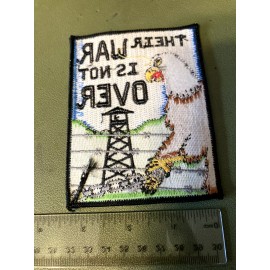 THEIR WAR
IS NOT
OVER